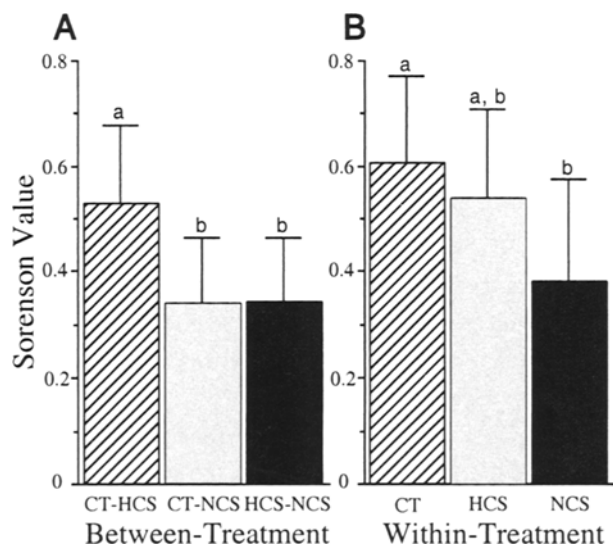 A
B
0.8
0.6
0.4
0.2
0
Sorenson Value
a
b
b
CT-HCS CT-NCS HCS-NCS
Between-Treatment
0.8
0.6
0.4
0.2
0
a
a, b
b
CT HCS NCS
Within-Treatment